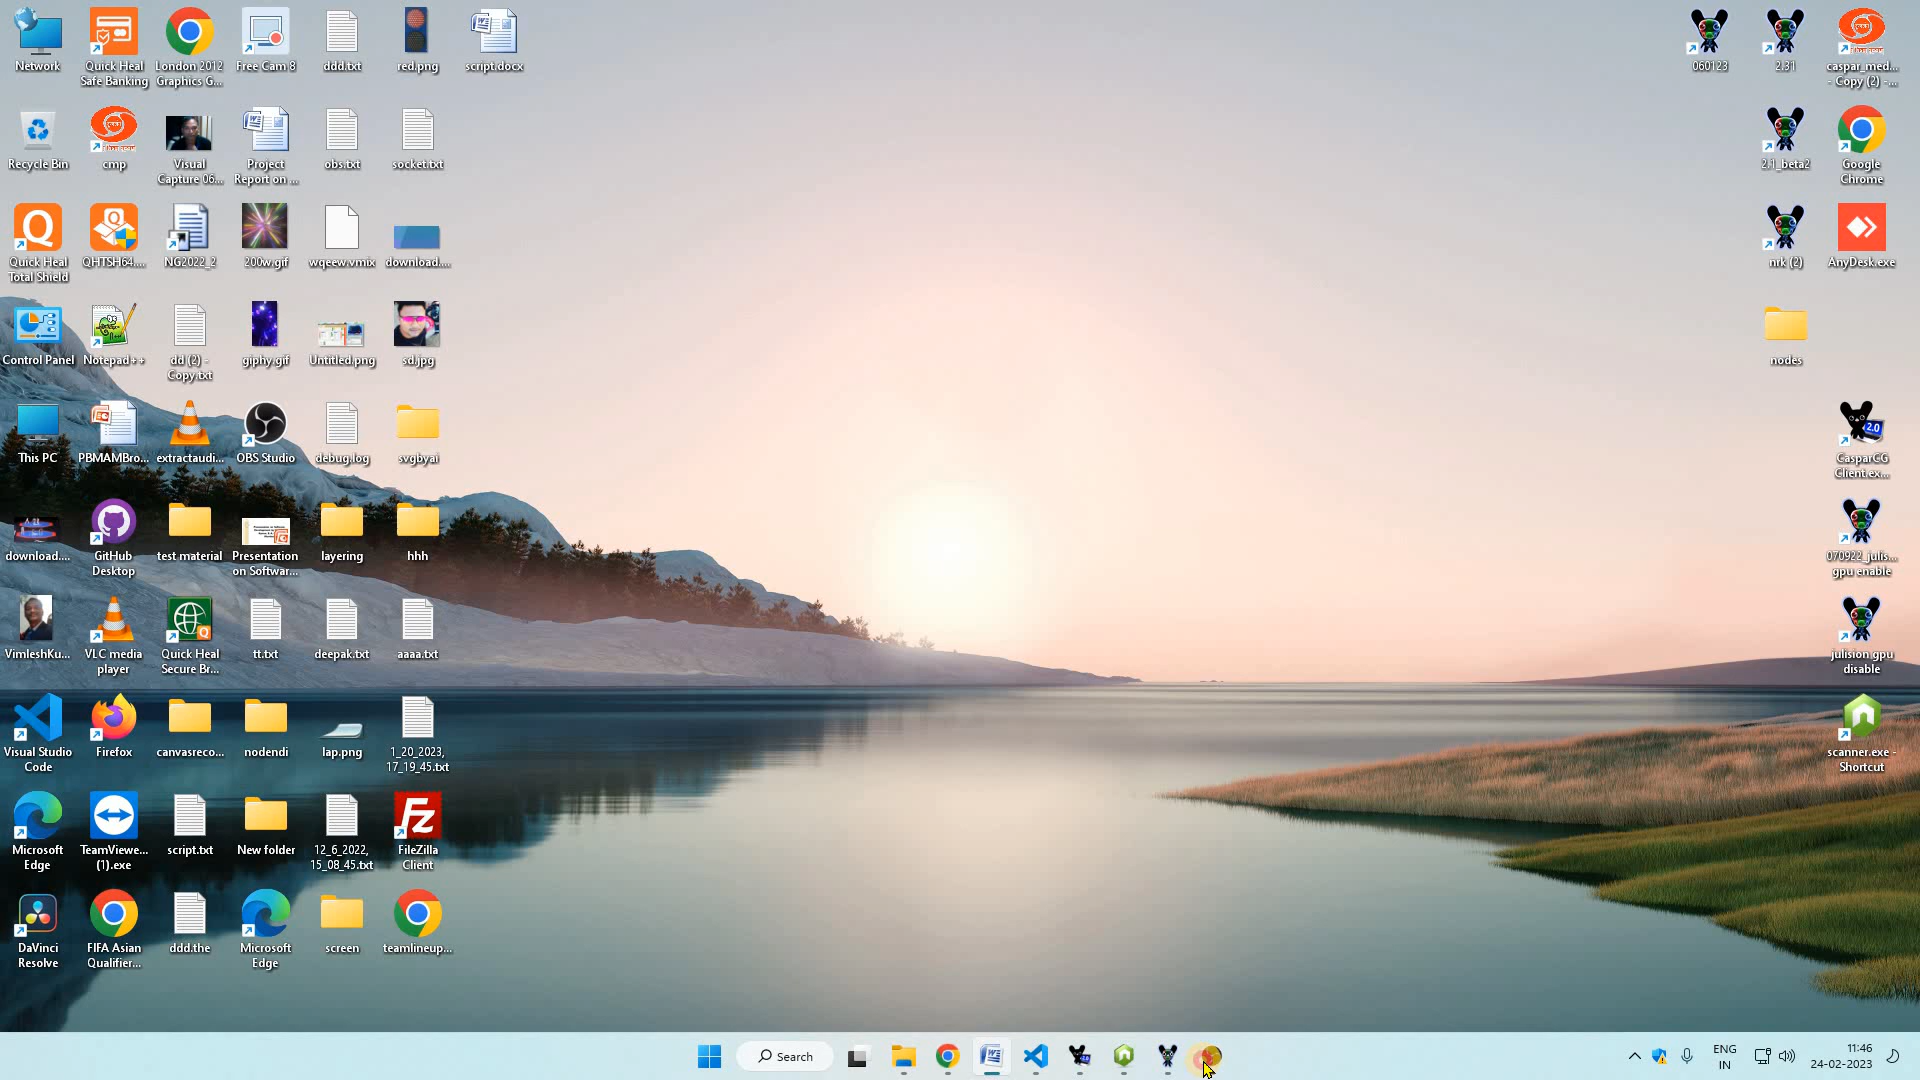 Network
Quick Heal
Safe Banking
London 2012
Graphics G...
Free Cam 8
ddd.txt
red.png
script.docx
060123
2.31
caspar_med...
- Copy (2) -...
Recycle Bin
cmp
Visual
Capture 06...
Project
Report on ...
obs.txt
socket.txt
2.1_beta2
Google
Chrome
Quick Heal
Total Shield
QHTSH64....
NG2022_2
200w.gif
wqeew.vmix
download....
nrk (2)
AnyDesk.exe
Control Panel
Notepad++
dd (2) -
Copy.txt
giphy.gif
Untitled.png
sd.jpg
nodes
This PC
PBMAMBro...
extractaudi...
OBS Studio
debug.log
svgbyai
2.0
CasparCG
Client.ex...
download....
GitHub
Desktop
test material
Presentation
on Softwar...
layering
hhh
070922_julis...
gpu enable
VimleshKu...
VLC media
player
Quick Heal
Secure Br...
tt.txt
deepak.txt
aaaa.txt
julision gpu
disable
Visual Studio
Code
Firefox
canvasreco...
nodendi
lap.png
1_20_2023,
17_19_45.txt
scanner.exe -
Shortcut
Microsoft
Edge
TeamViewe...
(1).exe
script.txt
New folder
12_6_2022,
15_08_45.txt
FileZilla
Client
DaVinci
Resolve
FIFA Asian
Qualifier...
ddd.the
Microsoft
Edge
screen
teamlineup...
Search
ENG
IN
11:46
24-02-2023